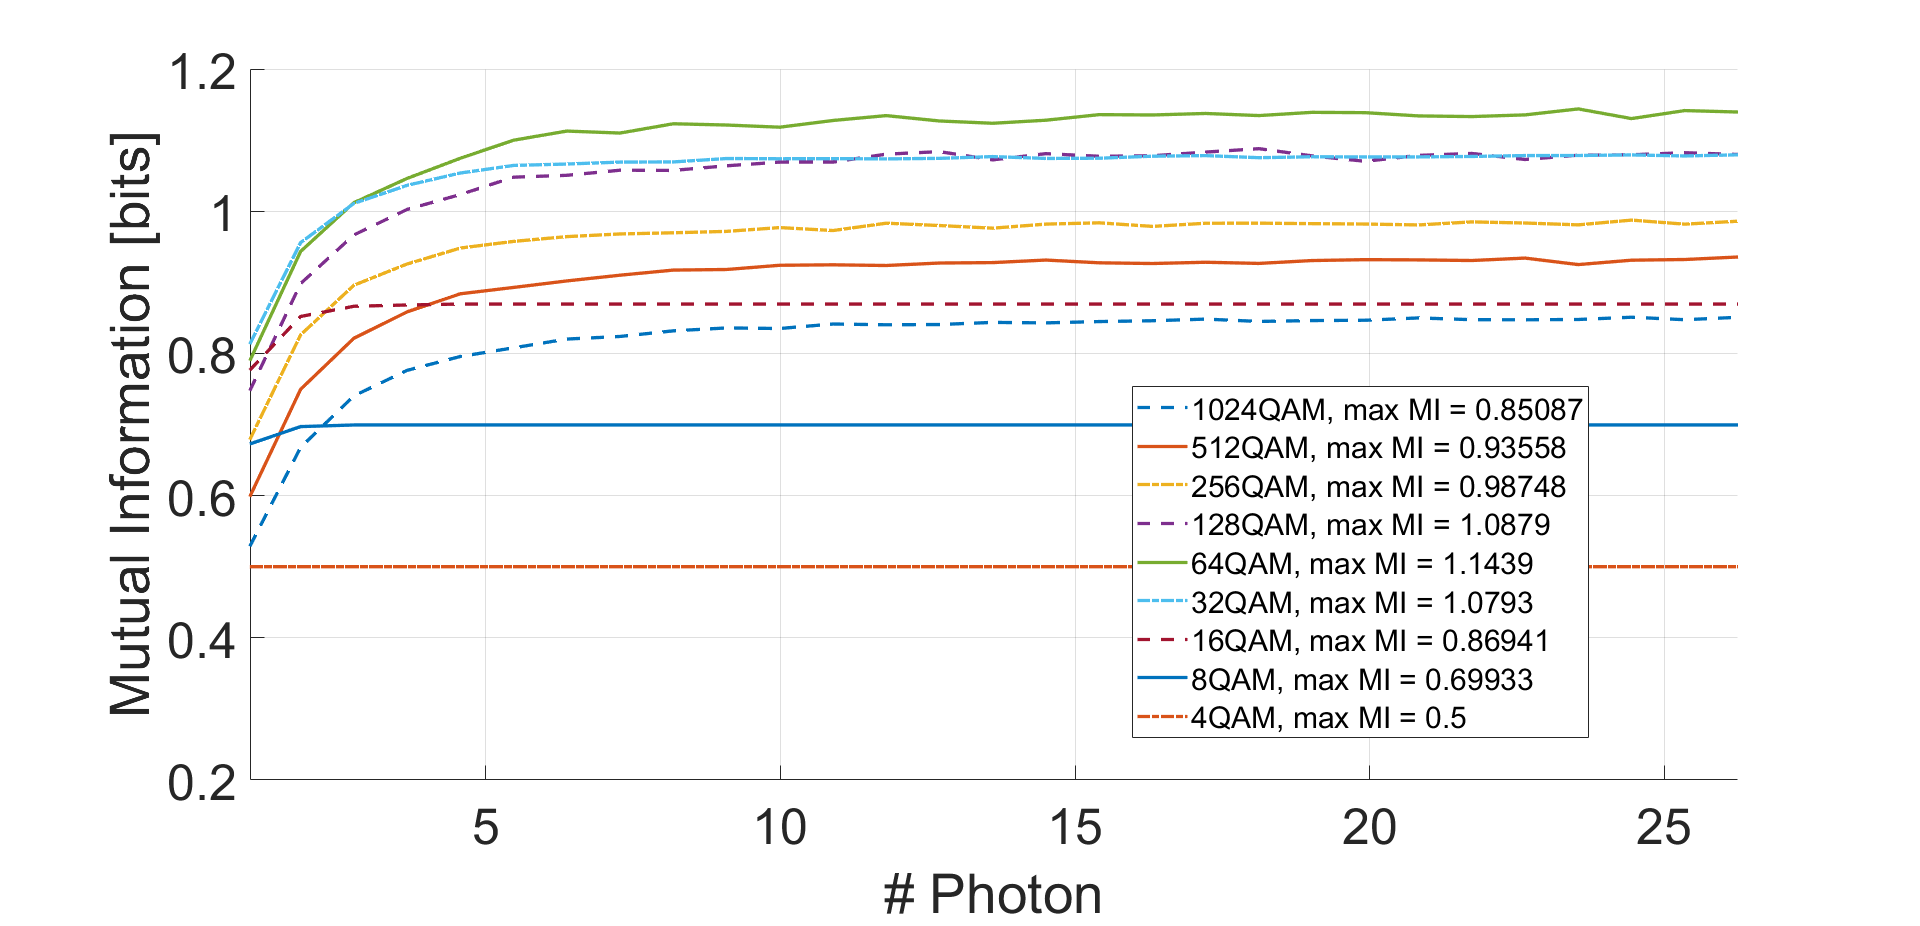 Mutual Information [bits]
1.2
1
0.8
0.6
0.4
0.2
5
10
15
20
25
# Photon
1024QAM, max MI = 0.85087
512QAM, max MI = 0.93558
256QAM, max MI = 0.98748
128QAM, max MI = 1.0879
64QAM, max MI = 1.1439
32QAM, max MI = 1.0793
16QAM, max MI = 0.86941
8QAM, max MI = 0.69933
4QAM, max MI = 0.5